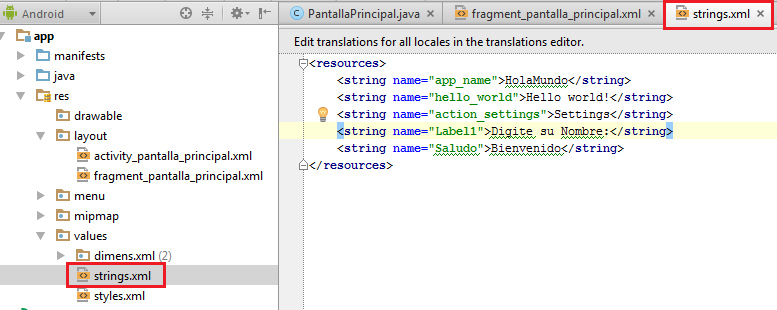 Android
app
manifests
java
res
drawable
layout
activity_pantalla_principal.xml
fragment_pantalla_principal.xml
menu
mipmap
values
dimens.xml (2)
strings.xml
styles.xml
PantallaPrincipal.java
fragment_pantalla_principal.xml
strings.xml
Edit translations for all locales in the translations editor.
<resources>
<string name="app_name">HolaMundo</string>
<string name="hello_world">Hello world!</string>
<string name="action_settings">Settings</string>
<string name="Label1">Digite su Nombre:</string>
<string name="Saludo">Bienvenido</string>
</resources>